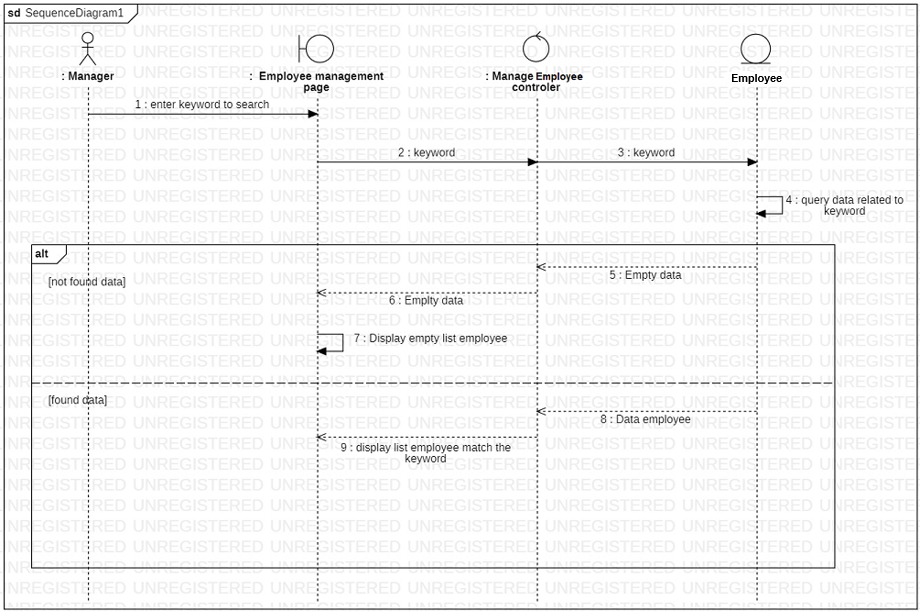 sd SequenceDiagram1
: Manager
: Employee management
page
: Manage Employee
controler
Employee
1 : enter keyword to search
2 : keyword
3 : keyword
4 : query data related to
keyword
alt
[not found data]
5 : Empty data
6 : Emplty data
7 : Display empty list employee
[found data]
8 : Data employee
9 : display list employee match the
keyword
UNREGISTERED